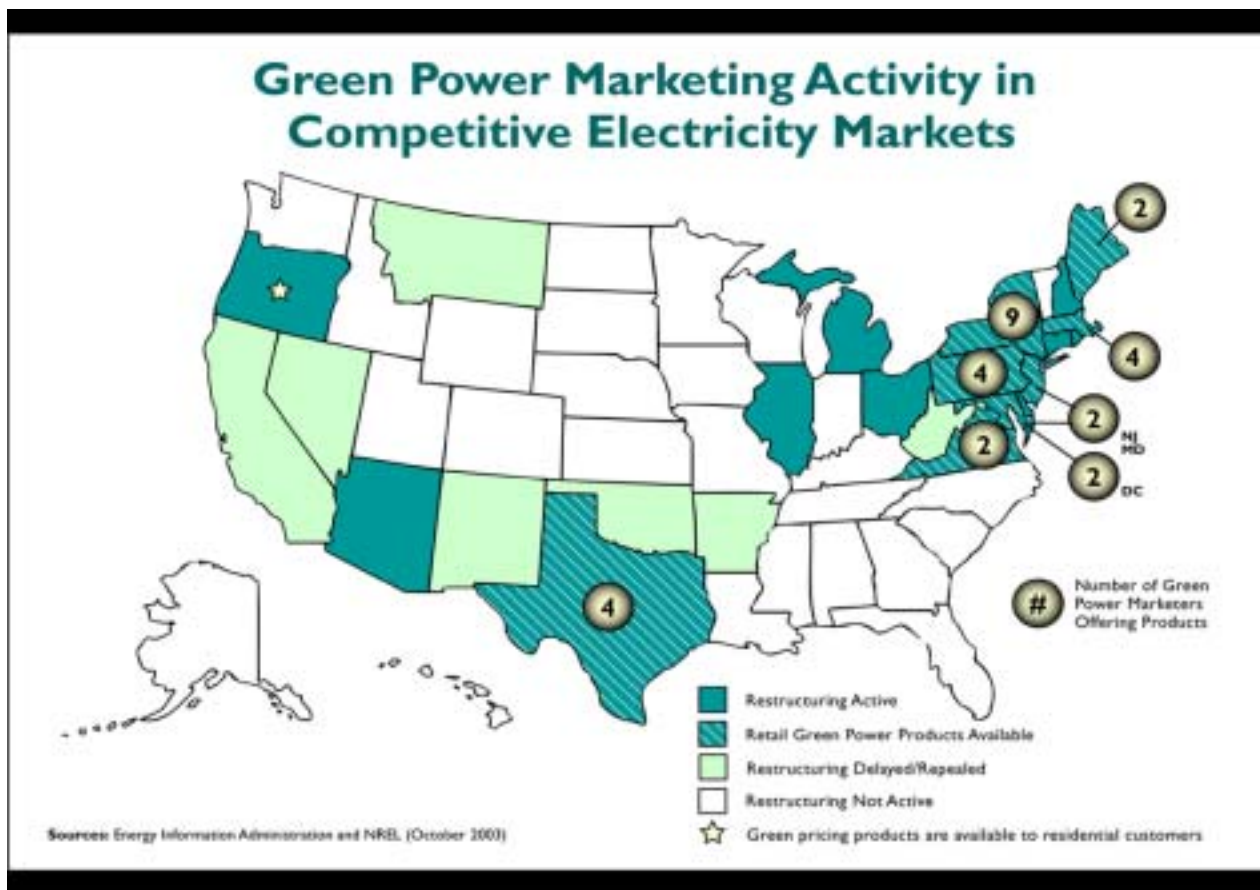 Green Power Marketing Activity in
Competitive Electricity Markets
2
9
4
4
2
NJ
MD
2
2
DC
4
#
Number of Green
Power Marketers
Offering Products
Restructuring Active
Retail Green Power Products Available
Restructuring Delayed/Repealed
Restructuring Not Active
Green pricing products are available to residential customers
Sources: Energy Information Administration and NREL (October 2003)